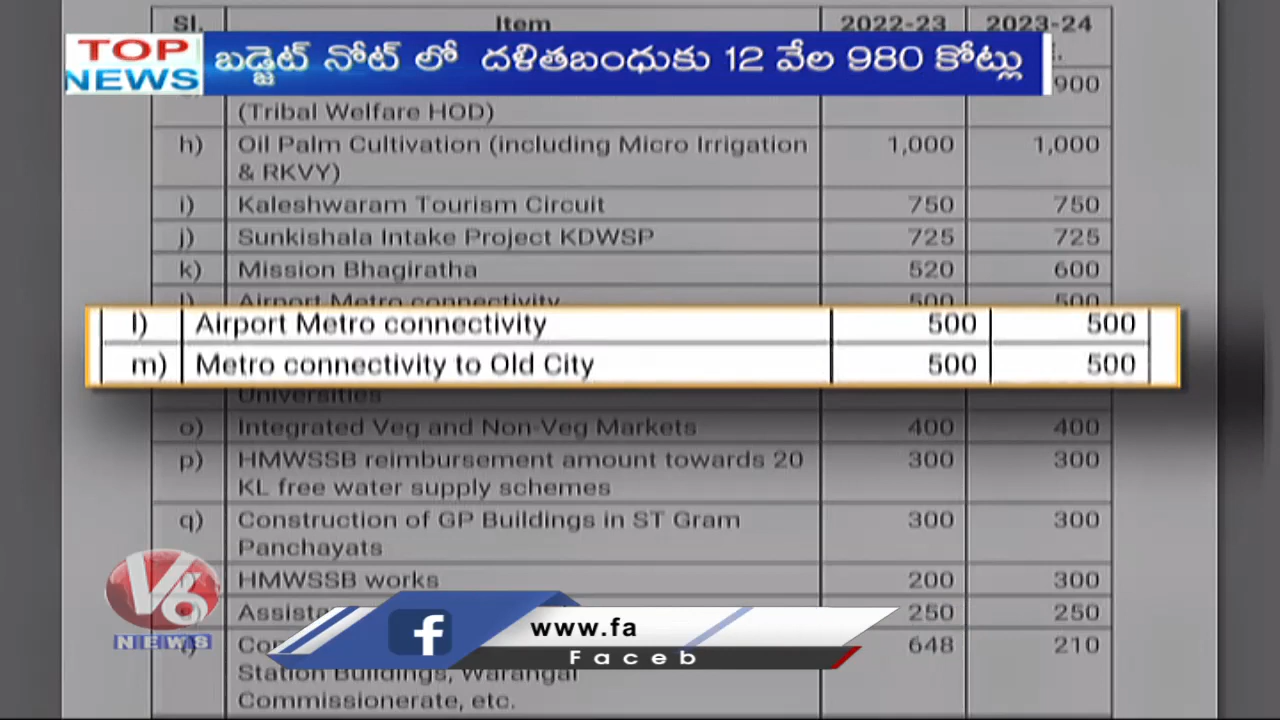 Sl. Item 2022-23 2023-24
TOP
NEWS
బడ్జెట్ నోట్ లో దళితబంధుకు 12 వేల 980 కోట్లు
900
(Tribal Welfare HOD)
h) Oil Palm Cultivation (including Micro Irrigation 1,000 1,000
& RKVY)
i) Kaleshwaram Tourism Circuit 750 750
j) Sunkishala Intake Project KDWSP 725 725
k) Mission Bhagiratha 520 600
l) Airport Metro connectivity 500 500
l) Airport Metro connectivity 500 500
m) Metro connectivity to Old City 500 500
Universities
o) Integrated Veg and Non-Veg Markets 400 400
p) HMWSSB reimbursement amount towards 20 300 300
KL free water supply schemes
q) Construction of GP Buildings in ST Gram 300 300
Panchayats
HMWSSB works 200 300
250 250
648 210
Station Buildings, Warangal
Commissionerate, etc.
V6
NEWS
f
www.fa
Faceb